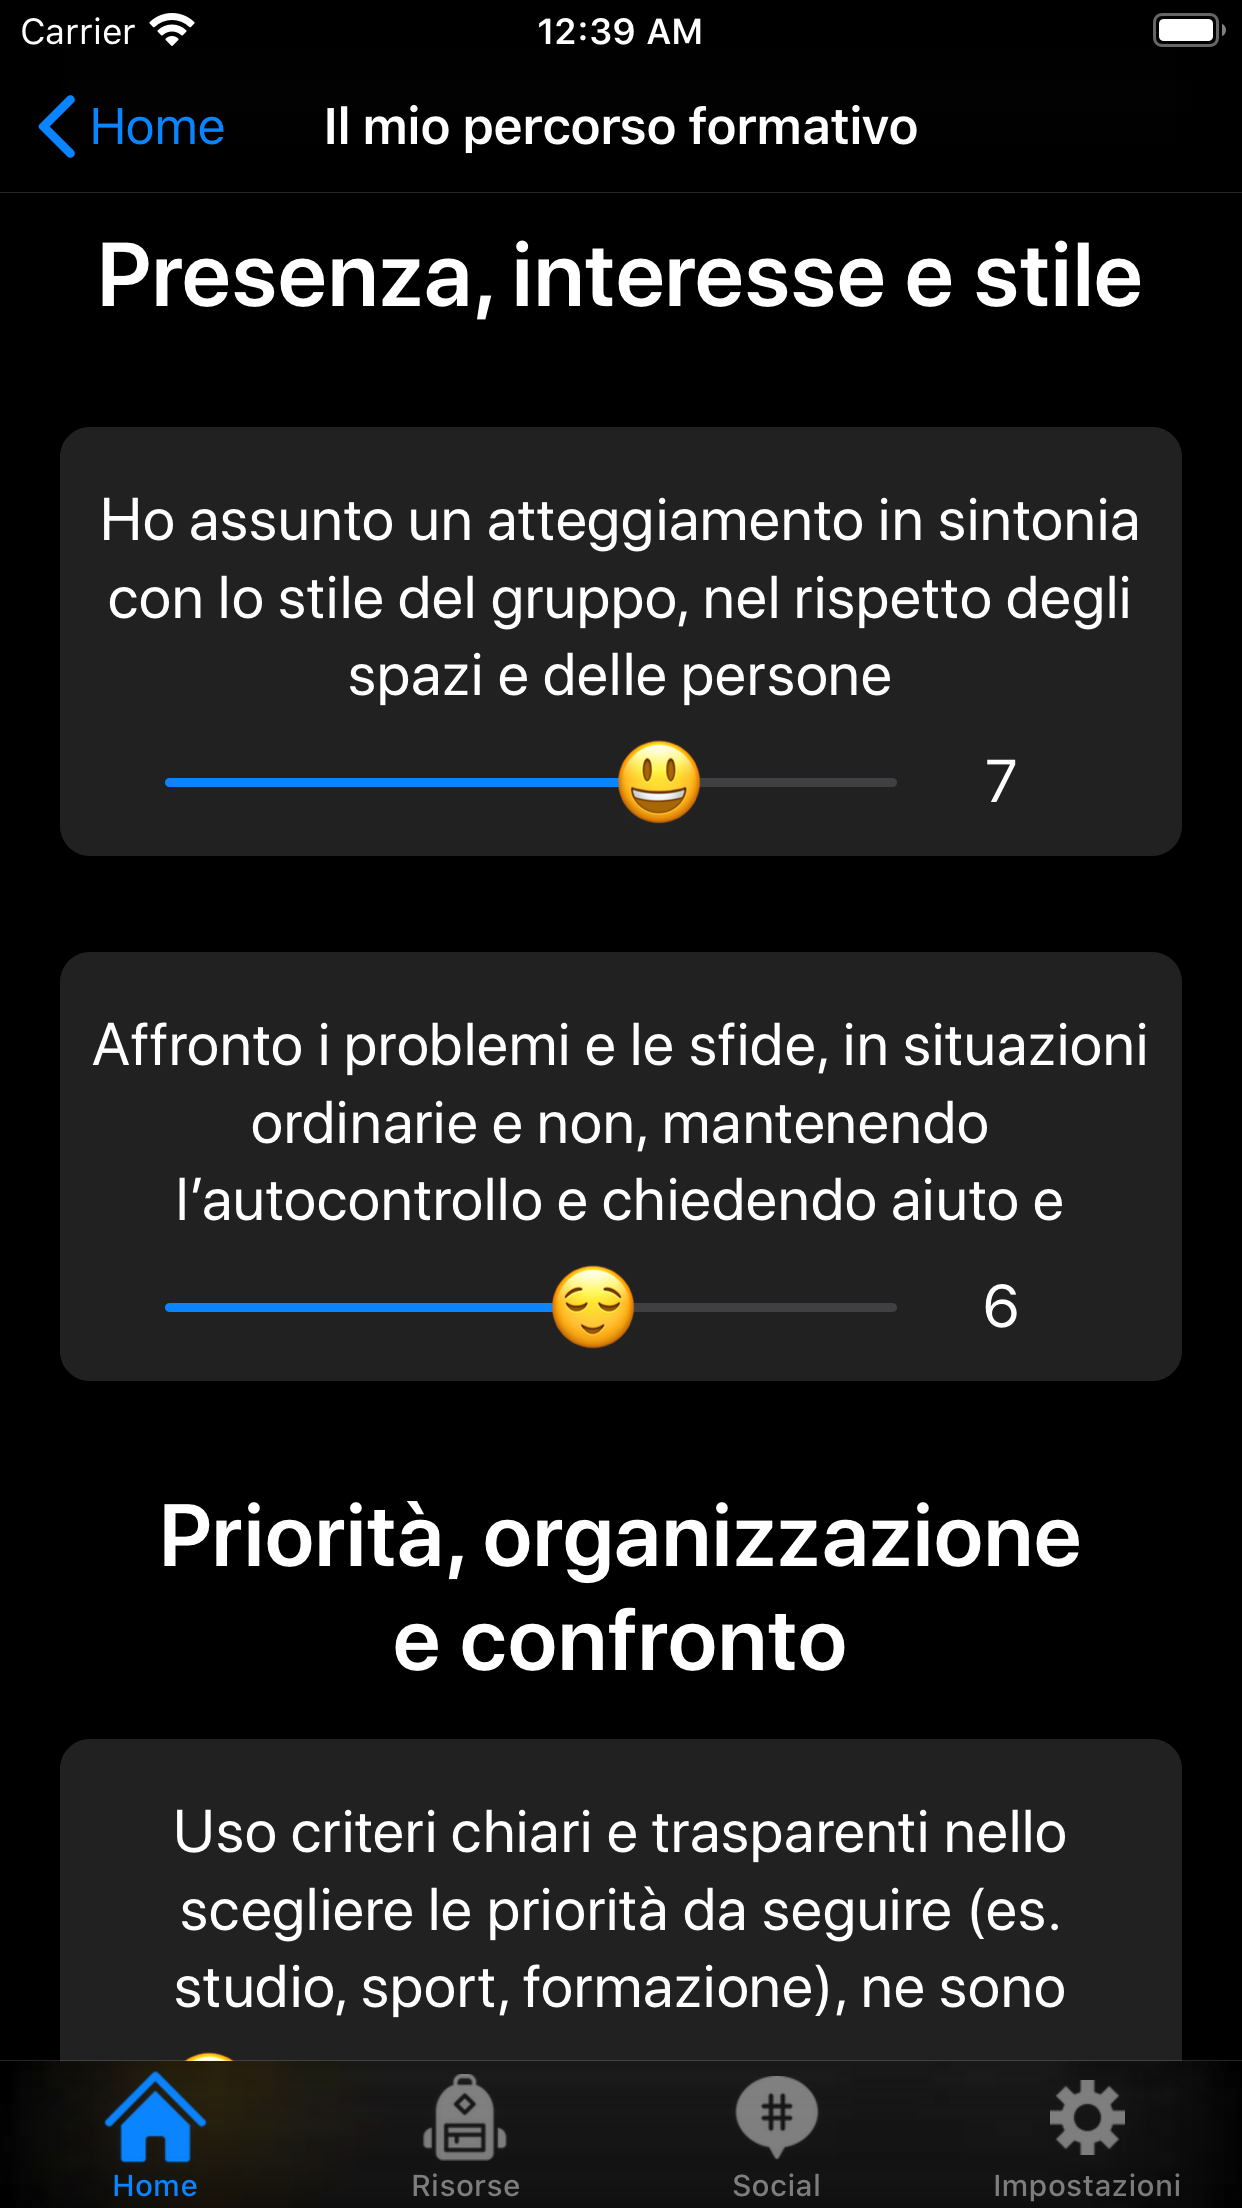 Carrier 12:39 AM
Home Il mio percorso formativo
Presenza, interesse e stile
Ho assunto un atteggiamento in sintonia
con lo stile del gruppo, nel rispetto degli
spazi e delle persone
7
Affronto i problemi e le sfide, in situazioni
ordinarie e non, mantenendo
l’autocontrollo e chiedendo aiuto e
6
Priorità, organizzazione
e confronto
Uso criteri chiari e trasparenti nello
scegliere le priorità da seguire (es.
studio, sport, formazione), ne sono
Home Risorse Social Impostazioni